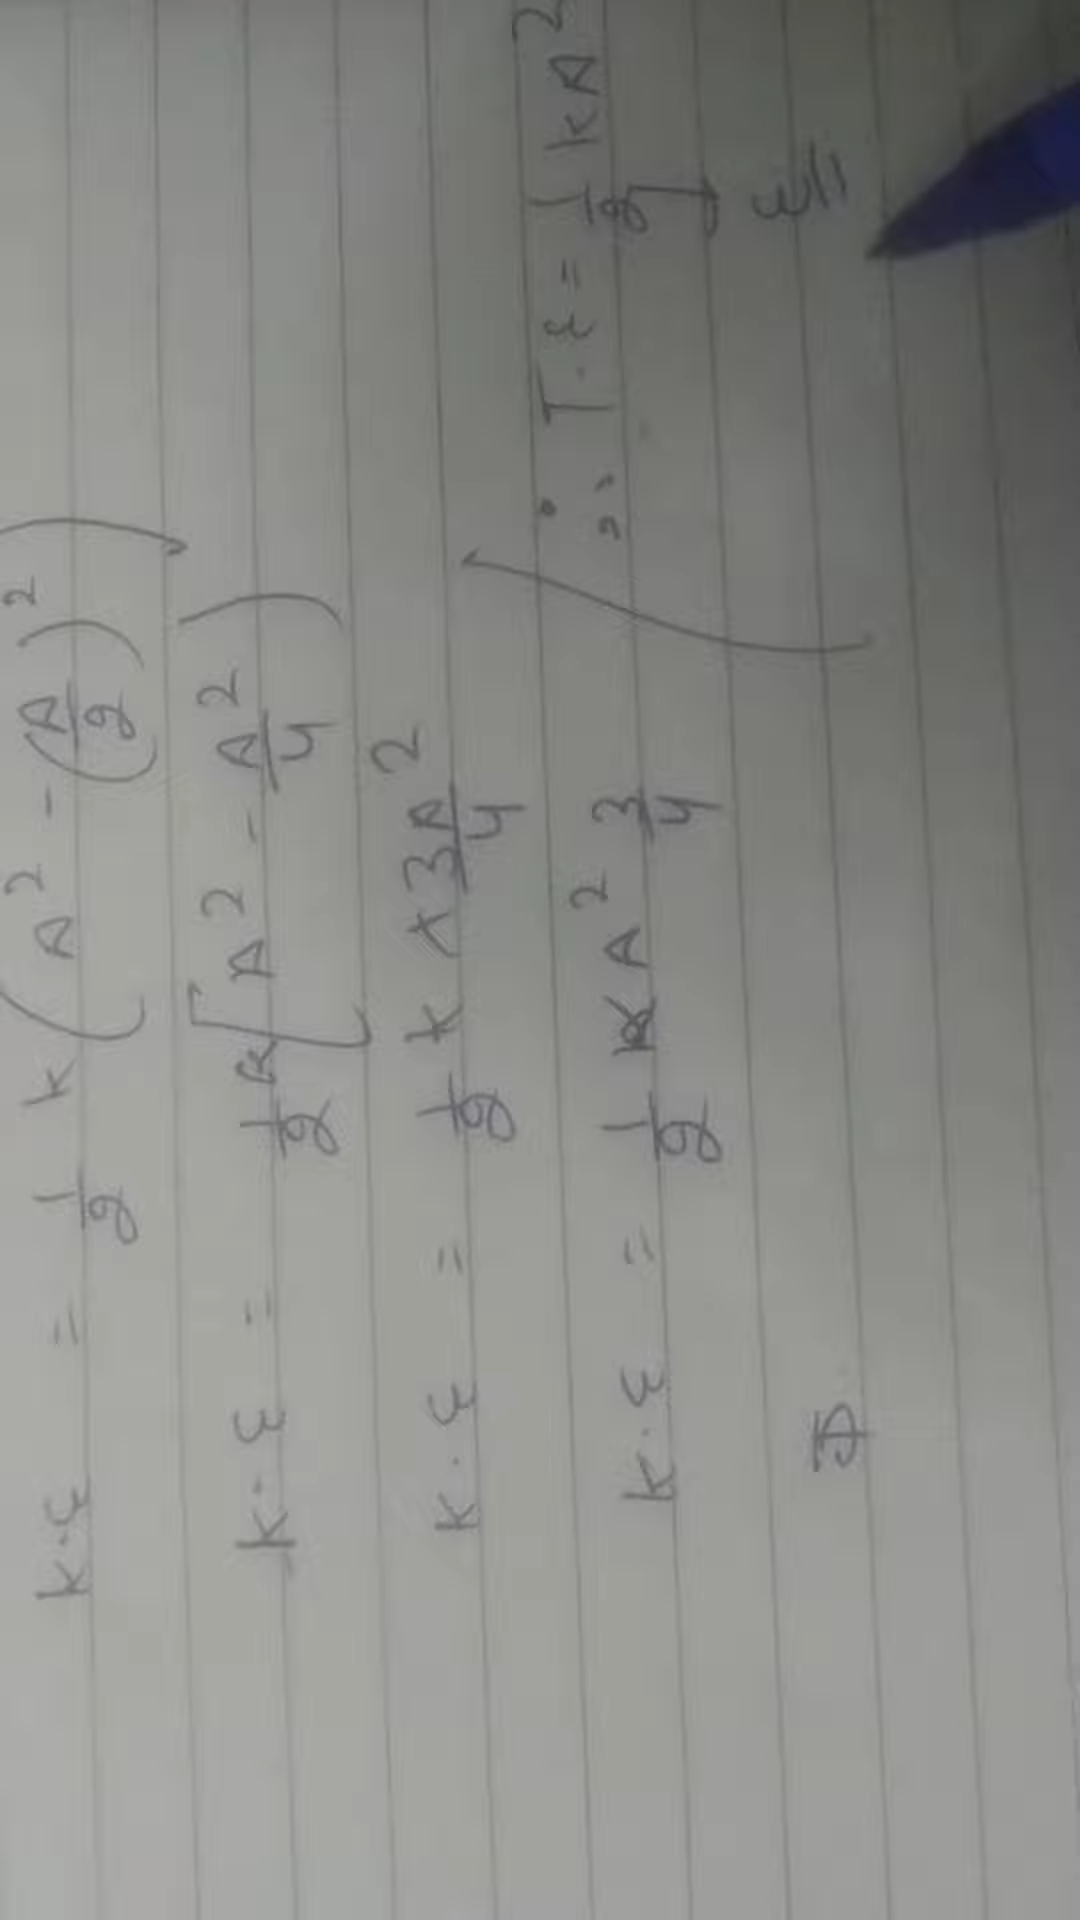 K.E = 1/2 K (A² - (A/2)²)
K.E = 1/2 K [A² - A²/4)
K.E = 1/2 K × 3A²/4
K.E = 1/2 KA² 3/4
∴ T.E = 1/2 KA²
E